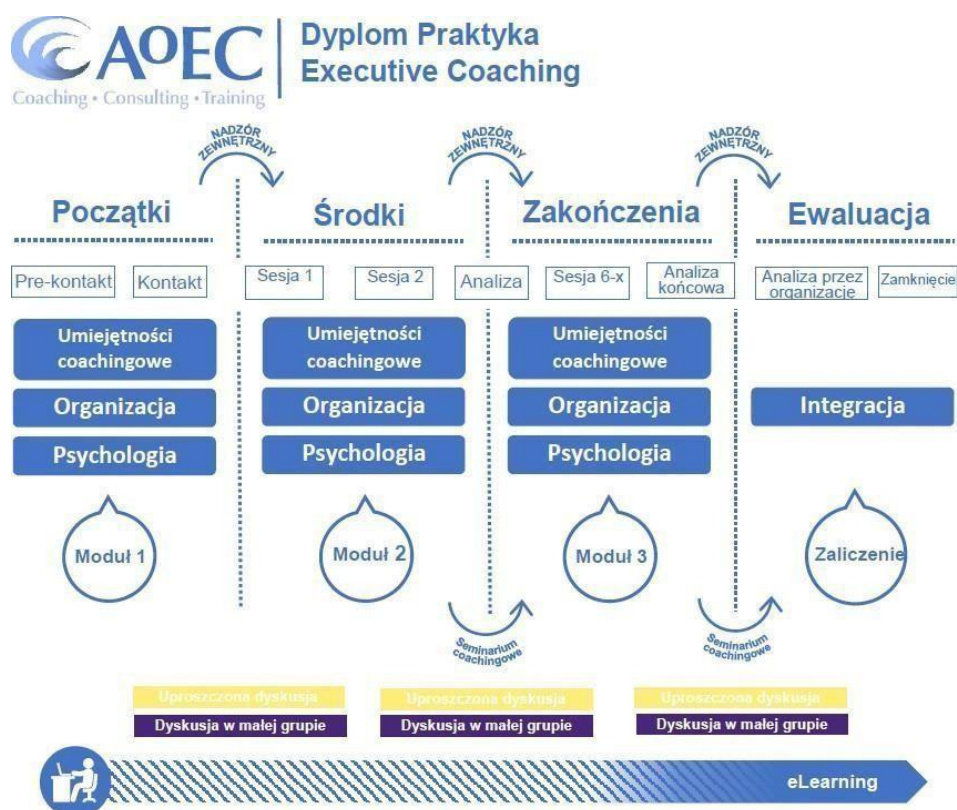 AOEC
Coaching • Consulting • Training
Dyplom Praktyka
Executive Coaching
NADZÓR
ZEWNĘTRZNY
NADZÓR
ZEWNĘTRZNY
NADZÓR
ZEWNĘTRZNY
Początki
Środki
Zakończenia
Ewaluacja
Pre-kontakt
Kontakt
Sesja 1
Sesja 2
Analiza
Sesja 6-x
Analiza
końcowa
Analiza przez
organizacje
Zamknięcie
Umiejętności
coachingowe
Umiejętności
coachingowe
Umiejętności
coachingowe
Organizacja
Organizacja
Organizacja
Integracja
Psychologia
Psychologia
Psychologia
Moduł 1
Moduł 2
Moduł 3
Zaliczenie
Seminarium
coachingowe
Seminarium
coachingowe
Uproszczona dyskusja
Uproszczona dyskusja
Uproszczona dyskusja
Dyskusja w małej grupie
Dyskusja w małej grupie
Dyskusja w małej grupie
eLearning